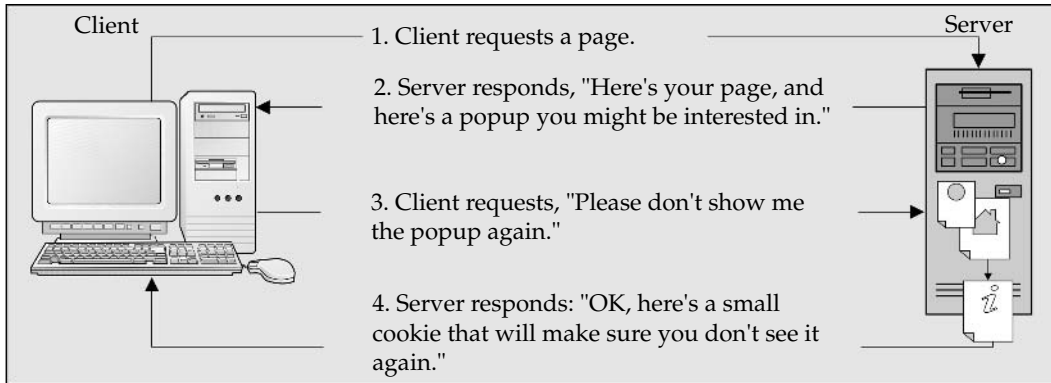 Client
Server
1. Client requests a page.
2. Server responds, "Here's your page, and
here's a popup you might be interested in."
3. Client requests, "Please don't show me
the popup again."
4. Server responds: "OK, here's a small
cookie that will make sure you don't see it
again."
i